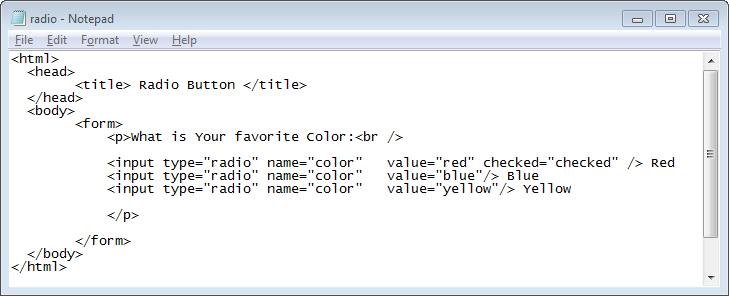 radio - Notepad
File Edit Format View Help
<html>
  <head>
        <title> Radio Button </title>
  </head>
  <body>
        <form>
            <p>What is Your favorite Color:<br />
            <input type="radio" name="color"   value="red" checked="checked" /> Red
            <input type="radio" name="color"   value="blue"/> Blue
            <input type="radio" name="color"   value="yellow"/> Yellow
            </p>
        </form>
  </body>
</html>